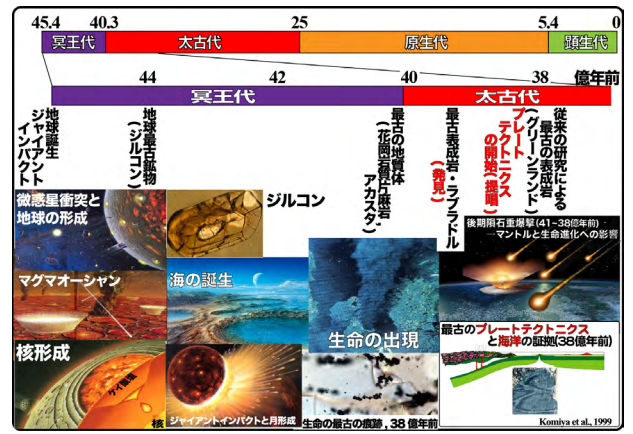 45.4 40.3 25 5.4 0
冥王代 太古代 原生代 顕生代
44 42 40 38 億年前
冥王代 太古代
地球誕生
ジャイアント
インパクト
地球最古鉱物
(ジルコン)
最古の地質体
(花崗岩質片麻岩,
アカスタ)
最古表成岩・ラブラドル
(発見)
プレート
テクトニクス
の開始(提唱)
従来の研究による
最古の表成岩
(グリーンランド)
微惑星衝突と
地球の形成
ジルコン
マグマオーシャン
海の誕生
生命の出現
後期隕石重爆撃(41~38億年前)
→マントルと生命進化への影響
核形成
ケイ酸塩
核
ジャイアントインパクトと月形成
生命の最古の痕跡, 38 億年前
最古のプレートテクトニクス
と海洋の証拠(38億年前)
Komiya et al., 1999